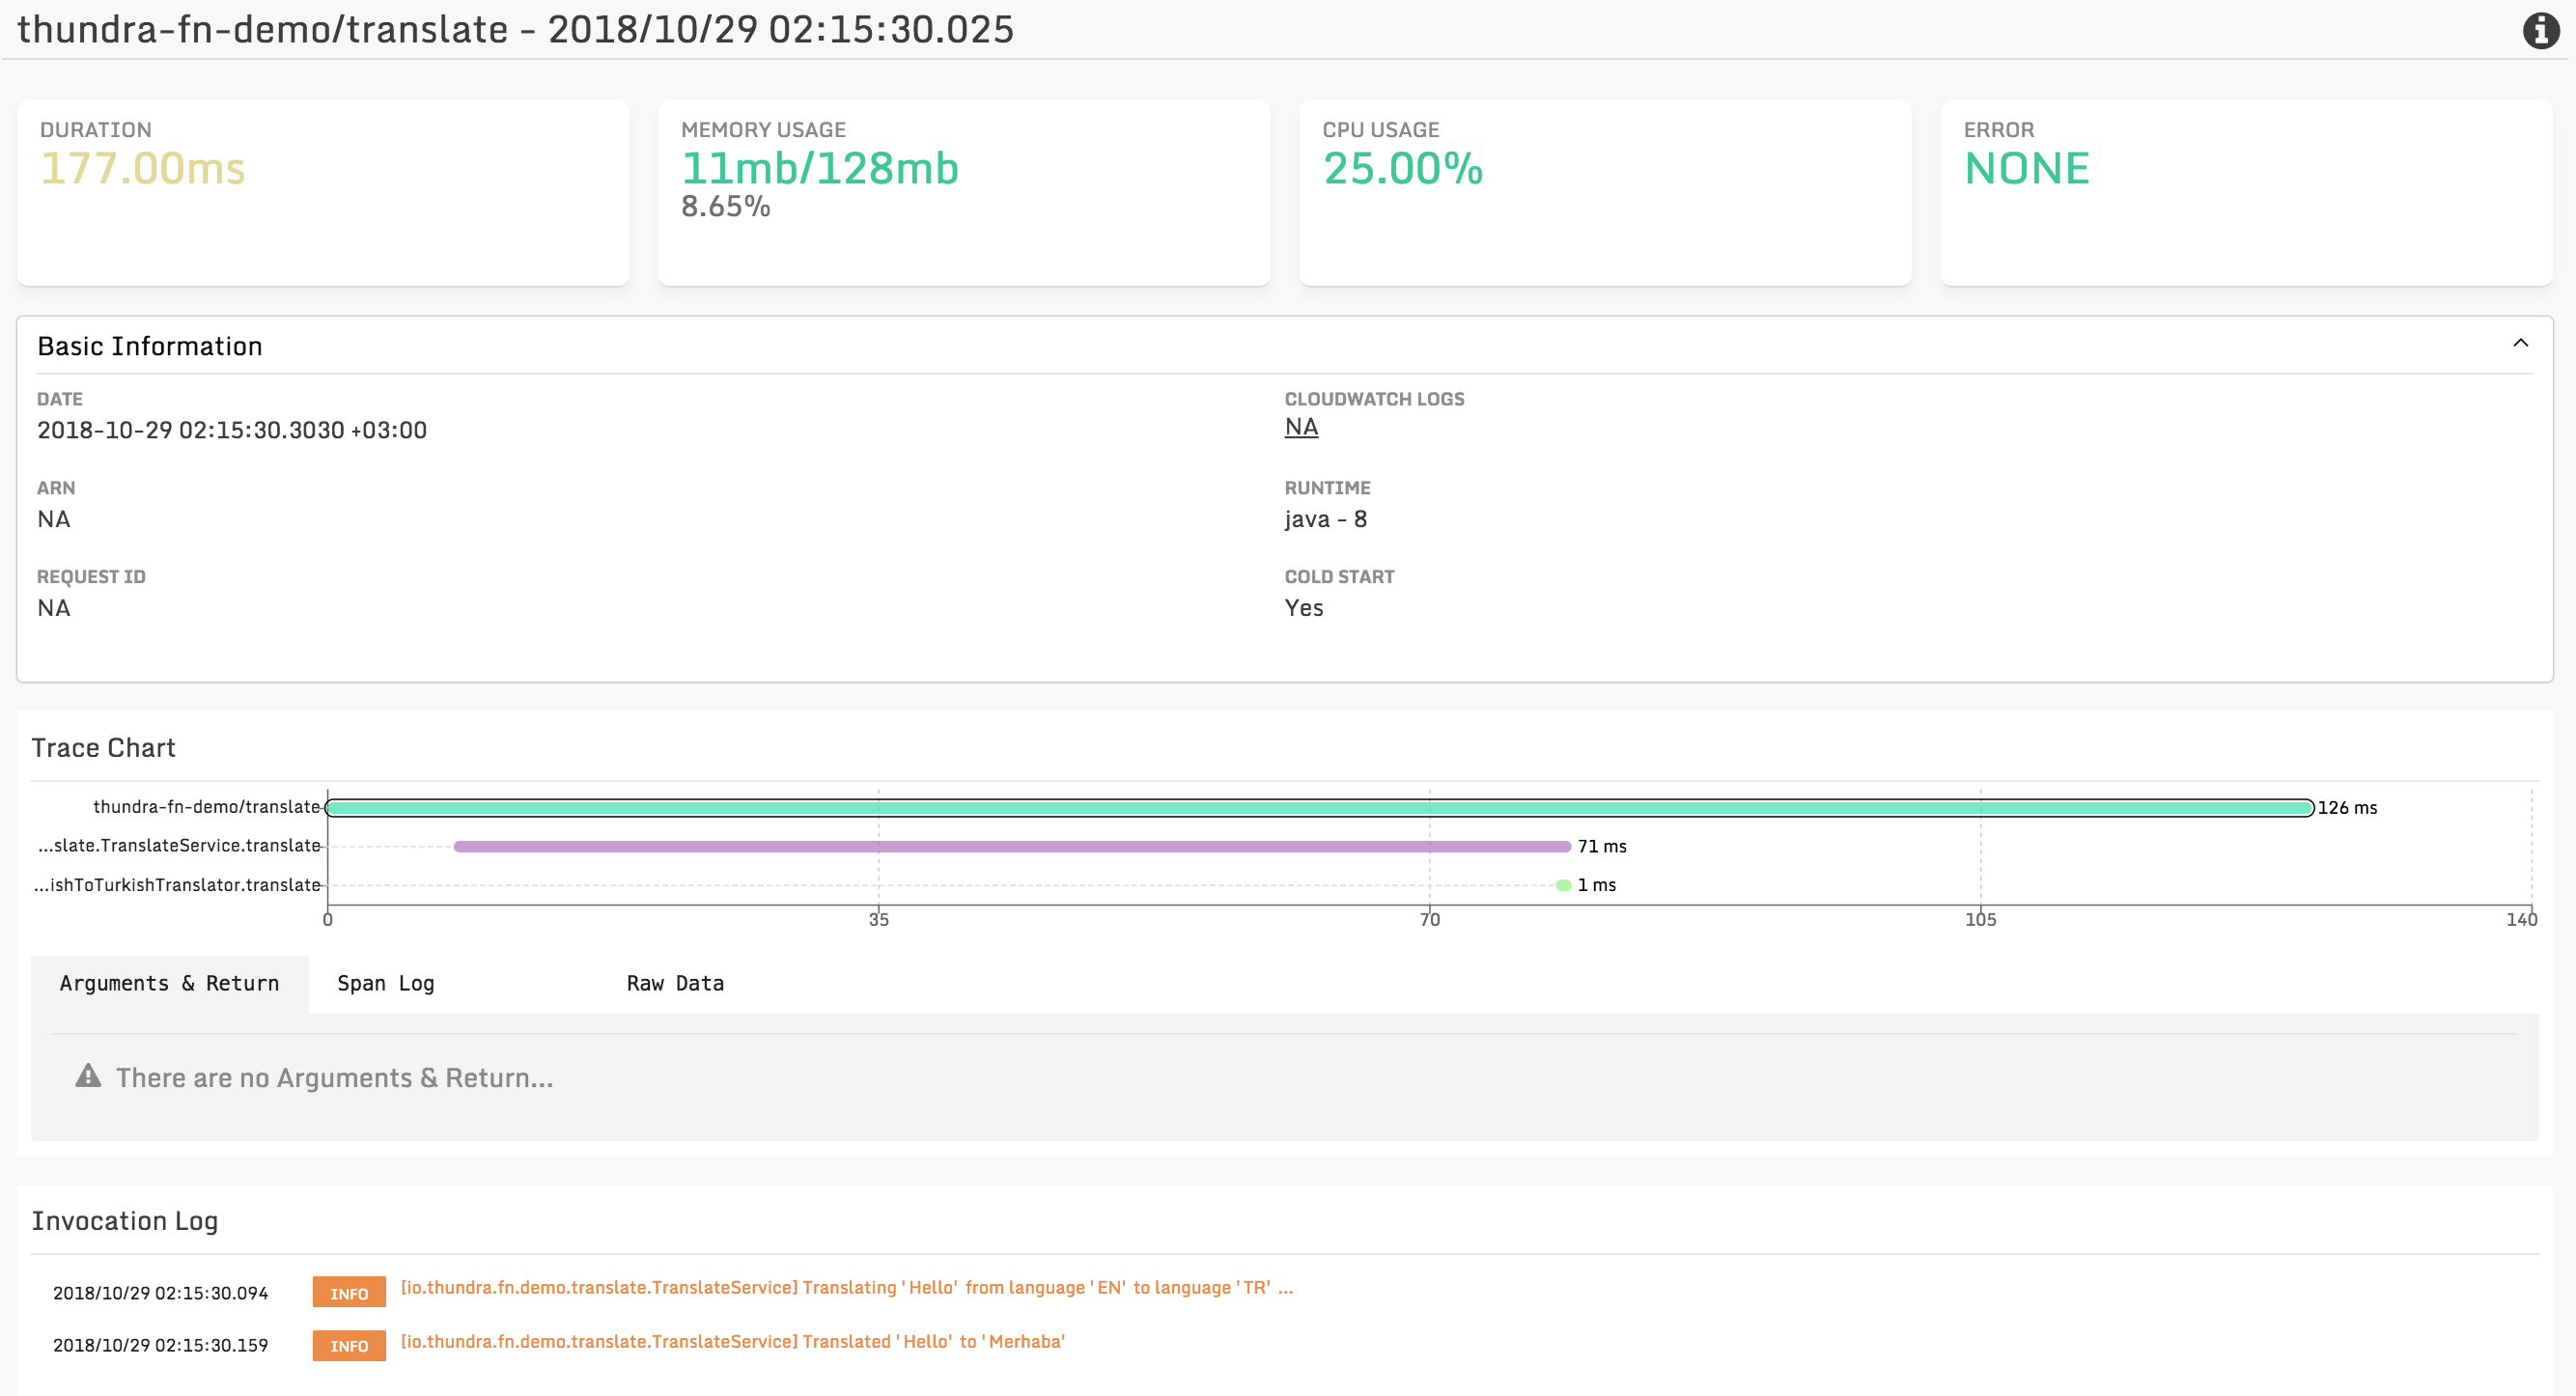 thundra-fn-demo/translate - 2018/10/29 02:15:30.025
DURATION
177.00ms
MEMORY USAGE
11mb/128mb
8.65%
CPU USAGE
25.00%
ERROR
NONE
Basic Information
DATE
2018-10-29 02:15:30.3030 +03:00
CLOUDWATCH LOGS
NA
ARN
NA
RUNTIME
java - 8
REQUEST ID
NA
COLD START
Yes
Trace Chart
thundra-fn-demo/translate
126 ms
...slate.TranslateService.translate
71 ms
...ishToTurkishTranslator.translate
1 ms
0 35 70 105 140
Arguments & Return
Span Log
Raw Data
There are no Arguments & Return...
Invocation Log
2018/10/29 02:15:30.094 INFO [io.thundra.fn.demo.translate.TranslateService] Translating 'Hello' from language 'EN' to language 'TR' ...
2018/10/29 02:15:30.159 INFO [io.thundra.fn.demo.translate.TranslateService] Translated 'Hello' to 'Merhaba'